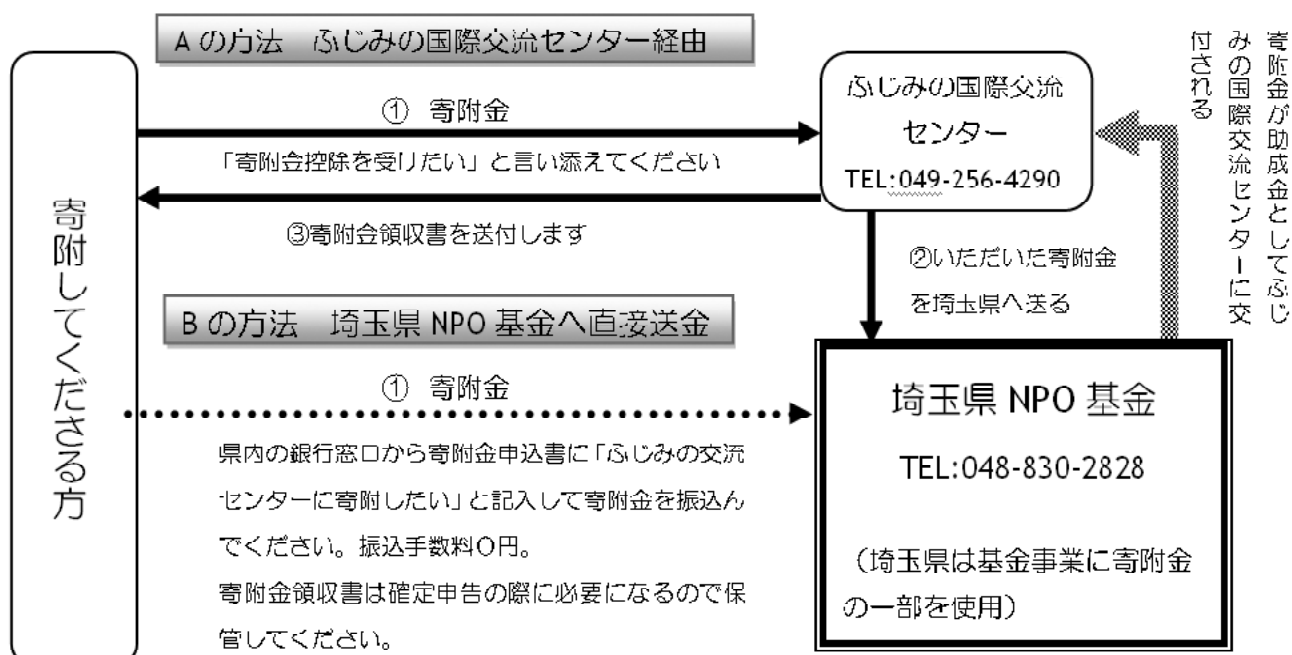 Aの方法 ふじみの国際交流センター経由
① 寄附金
「寄附金控除を受けたい」と言い添えてください
③寄附金領収書を送付します
寄附してくださる方
ふじみの国際交流
センター
TEL:049-256-4290
寄附金が助成金としてふじ
みの国際交流センターに交
付される
②いただいた寄附金
を埼玉県へ送る
Bの方法 埼玉県 NPO 基金へ直接送金
① 寄附金
県内の銀行窓口から寄附金申込書に「ふじみの交流
センターに寄附したい」と記入して寄附金を振込ん
でください。振込手数料〇円。
寄附金領収書は確定申告の際に必要になるので保
管してください。
埼玉県 NPO 基金
TEL:048-830-2828
（埼玉県は基金事業に寄附金
の一部を使用）